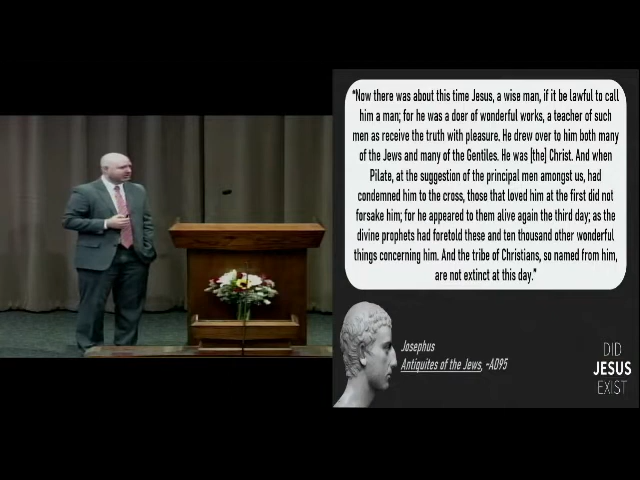 "Now there was about this time Jesus, a wise man, if it be lawful to call
him a man; for he was a doer of wonderful works, a teacher of such
men as receive the truth with pleasure. He drew over to him both many
of the Jews and many of the Gentiles. He was [the] Christ. And when
Pilate, at the suggestion of the principal men amongst us, had
condemned him to the cross, those that loved him at the first did not
forsake him; for he appeared to them alive again the third day; as the
divine prophets had foretold these and ten thousand other wonderful
things concerning him. And the tribe of Christians, so named from him,
are not extinct at this day."
Josephus
Antiquites of the Jews, ~AD95
DID
JESUS
EXIST